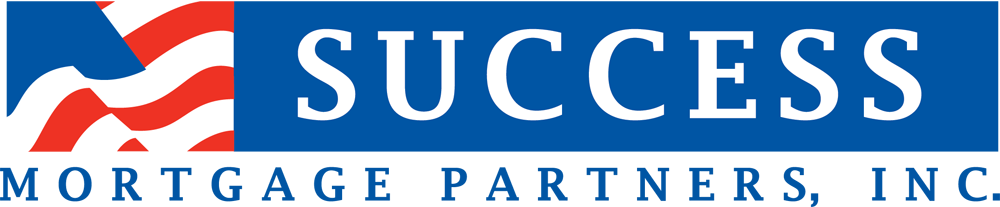 SUCCESS
MORTGAGE PARTNERS, INC.